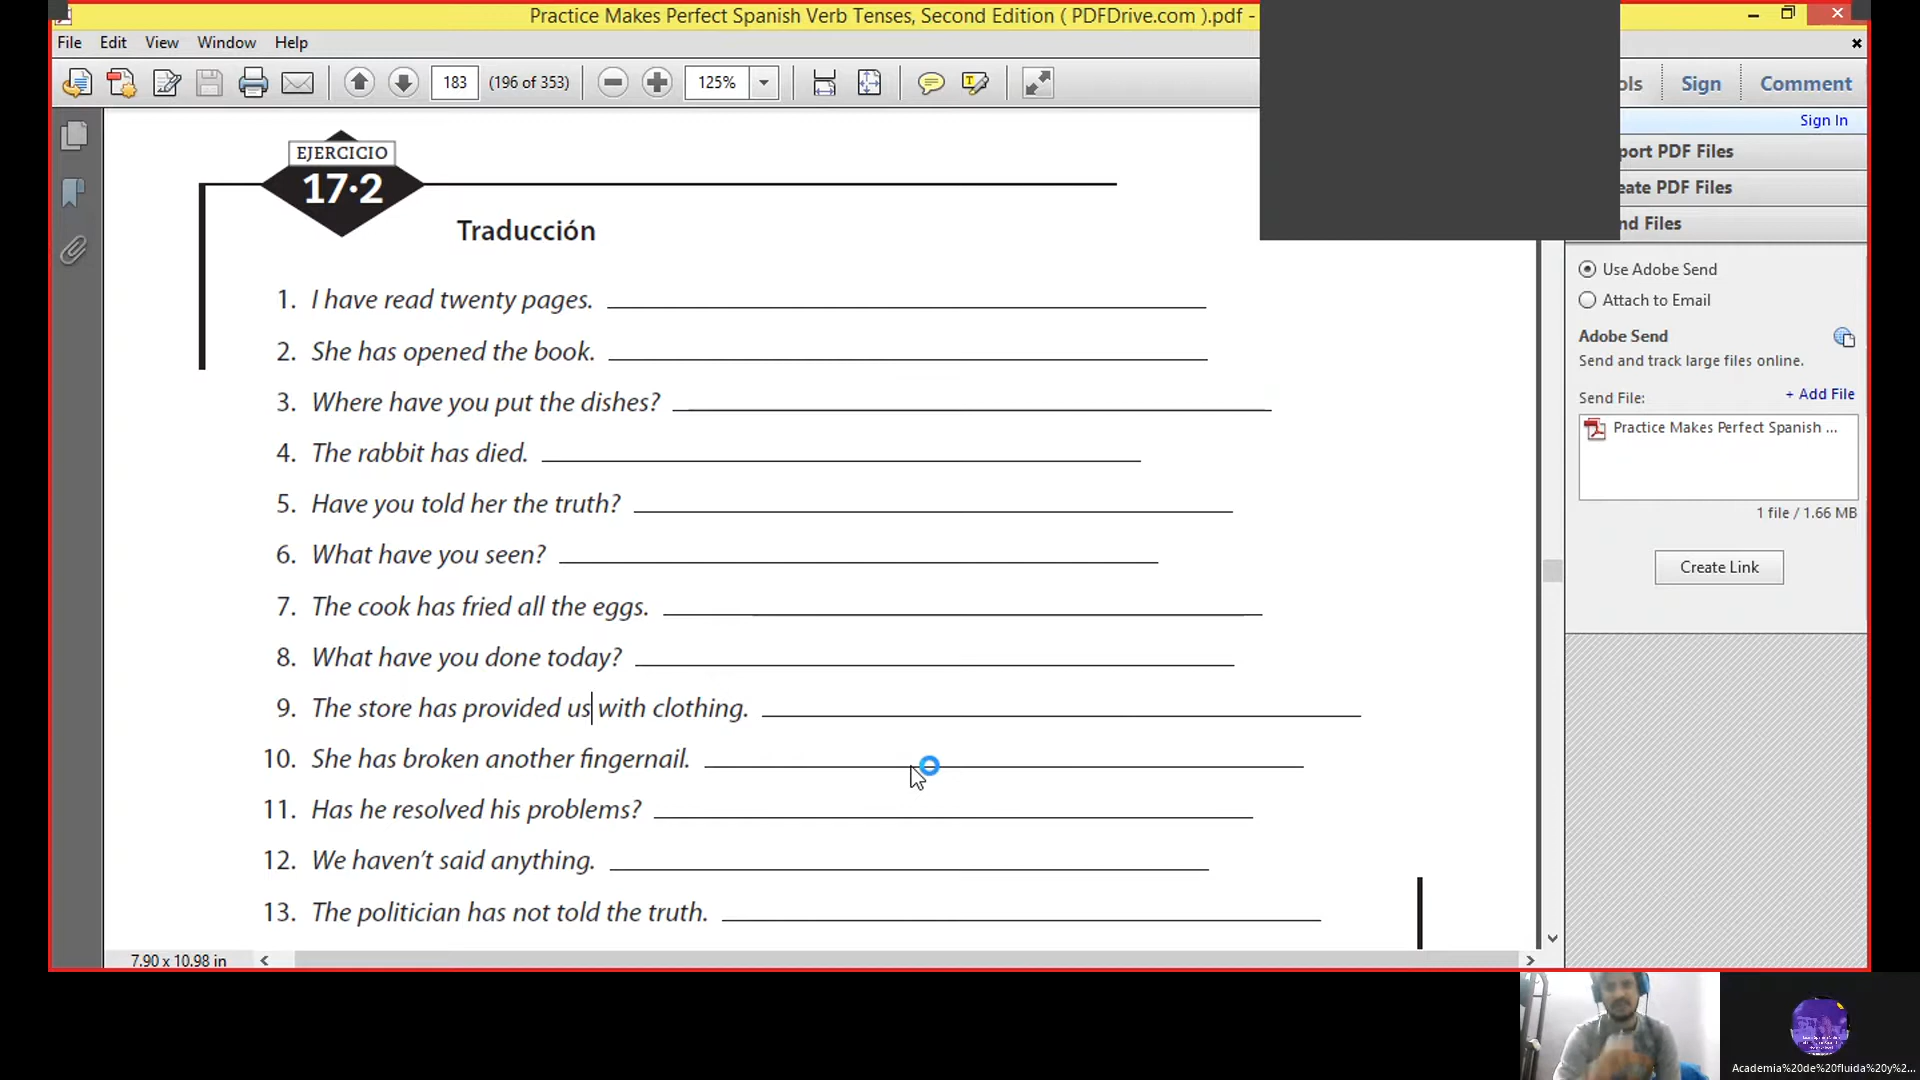 Practice Makes Perfect Spanish Verb Tenses, Second Edition ( PDFDrive.com ).pdf -
File Edit View Window Help
183 (196 of 353) 125%
Sign Comment
Sign In
port PDF Files
eate PDF Files
nd Files
EJERCICIO
17·2
Traducción
1. I have read twenty pages.
2. She has opened the book.
3. Where have you put the dishes?
4. The rabbit has died.
5. Have you told her the truth?
6. What have you seen?
7. The cook has fried all the eggs.
8. What have you done today?
9. The store has provided us with clothing.
10. She has broken another fingernail.
11. Has he resolved his problems?
12. We haven't said anything.
13. The politician has not told the truth.
Use Adobe Send
Attach to Email
Adobe Send
Send and track large files online.
Send File:
+ Add File
Practice Makes Perfect Spanish ...
1 file / 1.66 MB
Create Link
7.90 x 10.98 in
Academia%20de%20fluida%20y%2...